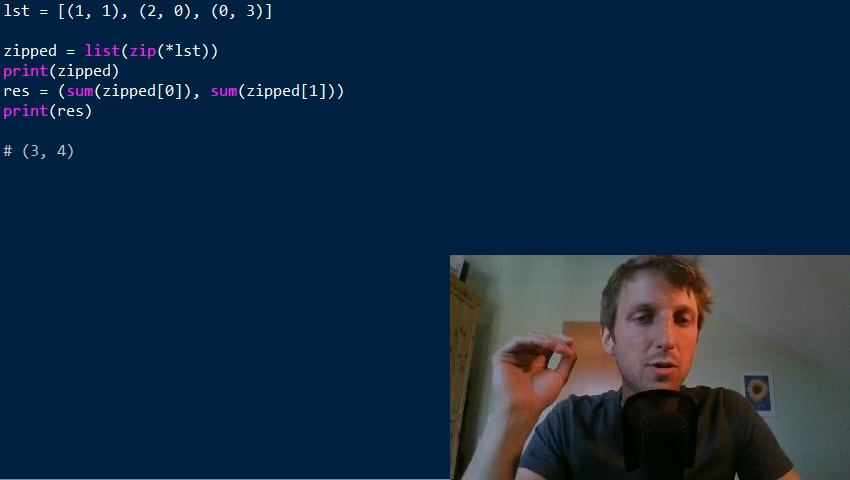 lst = [(1, 1), (2, 0), (0, 3)]
zipped = list(zip(*lst))
print(zipped)
res = (sum(zipped[0]), sum(zipped[1]))
print(res)
# (3, 4)